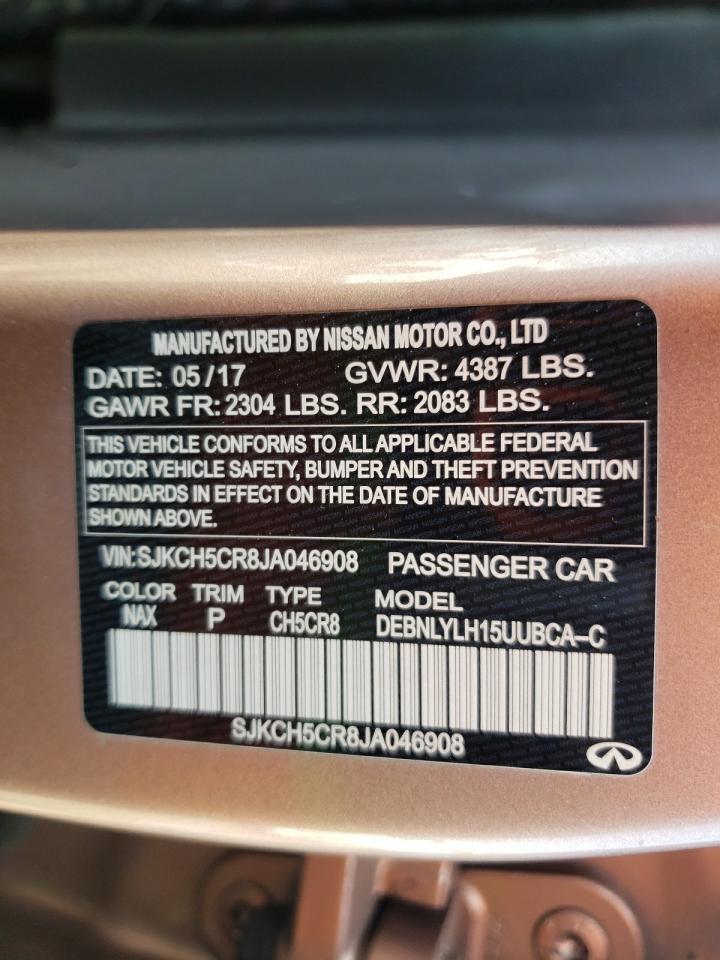 MANUFACTURED BY NISSAN MOTOR CO., LTD
DATE: 05/17 GVWR: 4387 LBS.
GAWR FR: 2304 LBS. RR: 2083 LBS.
THIS VEHICLE CONFORMS TO ALL APPLICABLE FEDERAL
MOTOR VEHICLE SAFETY, BUMPER AND THEFT PREVENTION
STANDARDS IN EFFECT ON THE DATE OF MANUFACTURE
SHOWN ABOVE.
VIN:SJKCH5CR8JA046908 PASSENGER CAR
COLOR TRIM TYPE MODEL
NAX P CH5CR8 DEBNLYLH15UUBCA-C
SJKCH5CR8JA046908